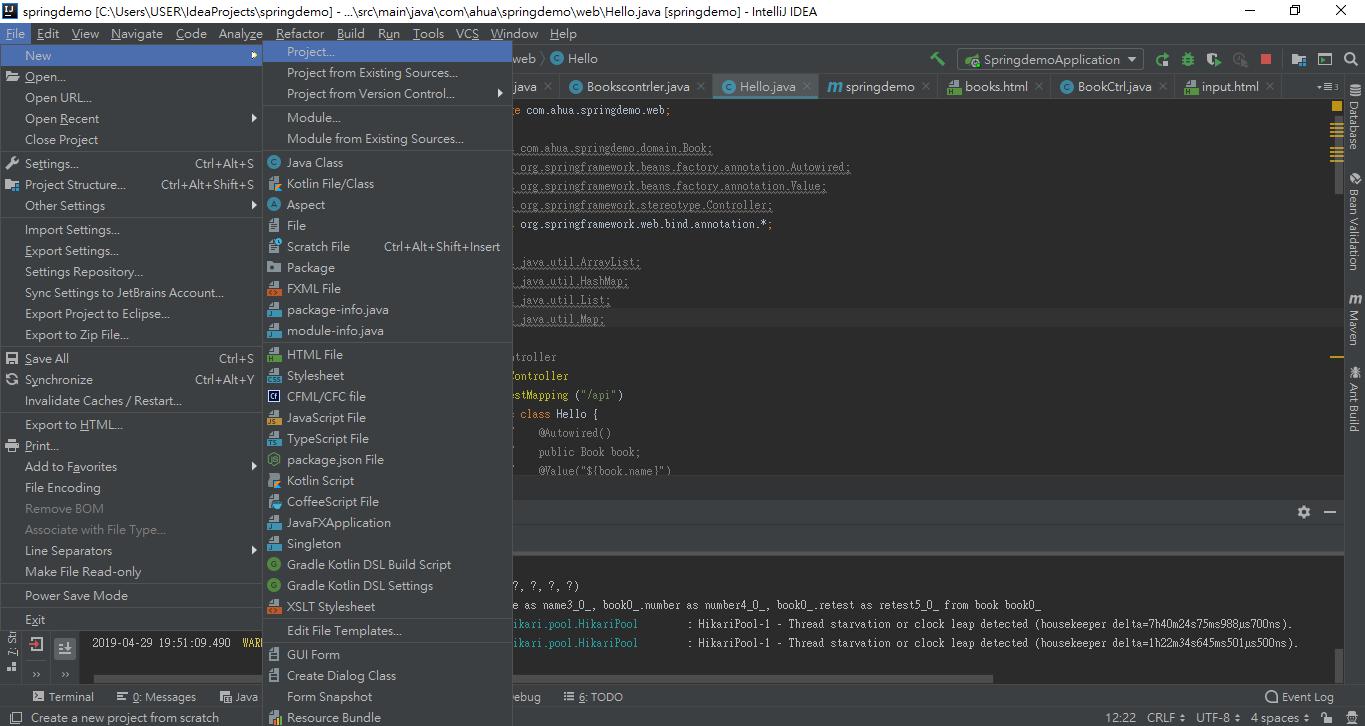 springdemo [C:\Users\USER\IdeaProjects\springdemo] - ...\src\main\java\com\ahua\springdemo\web\Hello.java [springdemo] - IntelliJ IDEA
File Edit View Navigate Code Analyze Refactor Build Run Tools VCS Window Help
New
Open...
Open URL...
Open Recent
Close Project
Settings... Ctrl+Alt+S
Project Structure... Ctrl+Alt+Shift+S
Other Settings
Import Settings...
Export Settings...
Settings Repository...
Sync Settings to JetBrains Account...
Export Project to Eclipse...
Export to Zip File...
Save All Ctrl+S
Synchronize Ctrl+Alt+Y
Invalidate Caches / Restart...
Export to HTML...
Print...
Add to Favorites
File Encoding
Remove BOM
Associate with File Type...
Line Separators
Make File Read-only
Power Save Mode
Exit
Project...
Project from Existing Sources...
Project from Version Control...
Module...
Module from Existing Sources...
Java Class
Kotlin File/Class
Aspect
File
Scratch File Ctrl+Alt+Shift+Insert
Package
FXML File
package-info.java
module-info.java
HTML File
Stylesheet
CFML/CFC file
JavaScript File
TypeScript File
package.json File
Kotlin Script
CoffeeScript File
JavaFXApplication
Singleton
Gradle Kotlin DSL Build Script
Gradle Kotlin DSL Settings
XSLT Stylesheet
Edit File Templates...
GUI Form
Create Dialog Class
Form Snapshot
Resource Bundle
web Hello SpringdemoApplication
java Bookscontrler.java Hello.java springdemo books.html BookCtrl.java input.html 3
e com.ahua.springdemo.web;
com.ahua.springdemo.domain.Book;
org.springframework.beans.factory.annotation.Autowired;
org.springframework.beans.factory.annotation.Value;
org.springframework.stereotype.Controller;
org.springframework.web.bind.annotation.*;
java.util.ArrayList;
java.util.HashMap;
java.util.List;
java.util.Map;
ntroller
Controller
estMapping ("/api")
class Hello {
@Autowired()
public Book book;
@Value("${book.name}")
?, ?, ?, ?)
e as name3_0_, book0_.number as number4_0_, book0_.retest as retest5_0_ from book book0_
ikari.pool.HikariPool : HikariPool-1 - Thread starvation or clock leap detected (housekeeper delta=7h40m24s75ms988µs700ns).
2019-04-29 19:51:09.490 WARN ikari.pool.HikariPool : HikariPool-1 - Thread starvation or clock leap detected (housekeeper delta=1h22m34s645ms501µs500ns).
Database
Bean Validation
Maven
Ant Build
Z: Str
Terminal 0: Messages Java ebug 6: TODO Event Log
Create a new project from scratch 12:22 CRLF UTF-8 4 spaces